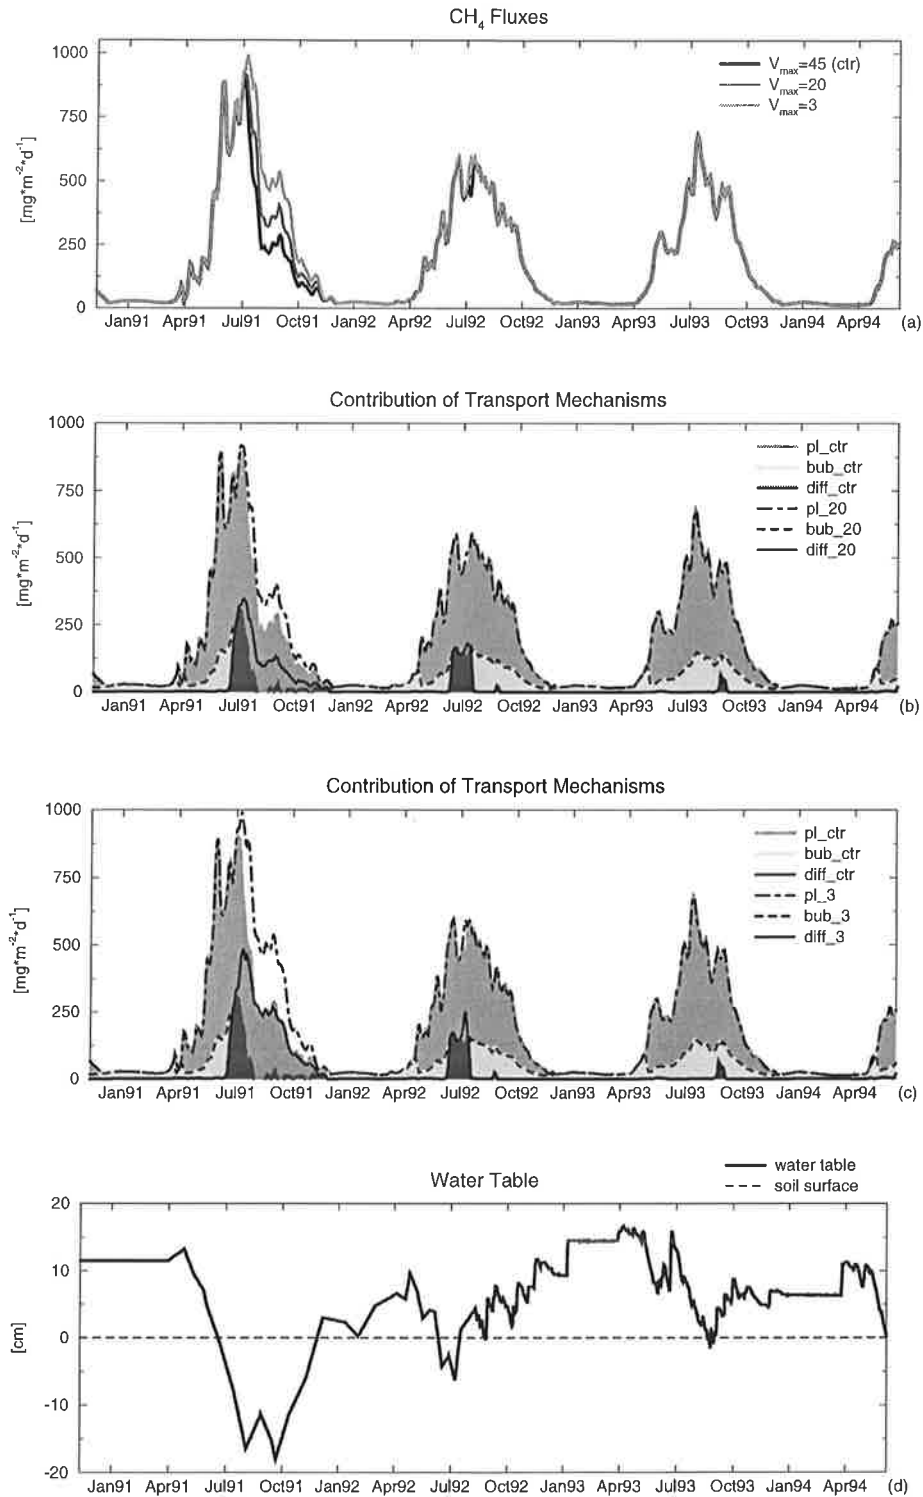 CH4 Fluxes
1000
750
500
250
0
[mg*m-2*d-1]
Vmax=45 (ctr)
Vmax=20
Vmax=3
Jan91 Apr91 Jul91 Oct91 Jan92 Apr92 Jul92 Oct92 Jan93 Apr93 Jul93 Oct93 Jan94 Apr94 (a)
Contribution of Transport Mechanisms
1000
750
500
250
0
[mg*m-2*d-1]
pl_ctr
bub_ctr
diff_ctr
pl_20
bub_20
diff_20
Jan91 Apr91 Jul91 Oct91 Jan92 Apr92 Jul92 Oct92 Jan93 Apr93 Jul93 Oct93 Jan94 Apr94 (b)
Contribution of Transport Mechanisms
1000
750
500
250
0
[mg*m-2*d-1]
pl_ctr
bub_ctr
diff_ctr
pl_3
bub_3
diff_3
Jan91 Apr91 Jul91 Oct91 Jan92 Apr92 Jul92 Oct92 Jan93 Apr93 Jul93 Oct93 Jan94 Apr94 (c)
Water Table
water table
soil surface
20
10
0
-10
-20
[cm]
Jan91 Apr91 Jul91 Oct91 Jan92 Apr92 Jul92 Oct92 Jan93 Apr93 Jul93 Oct93 Jan94 Apr94 (d)